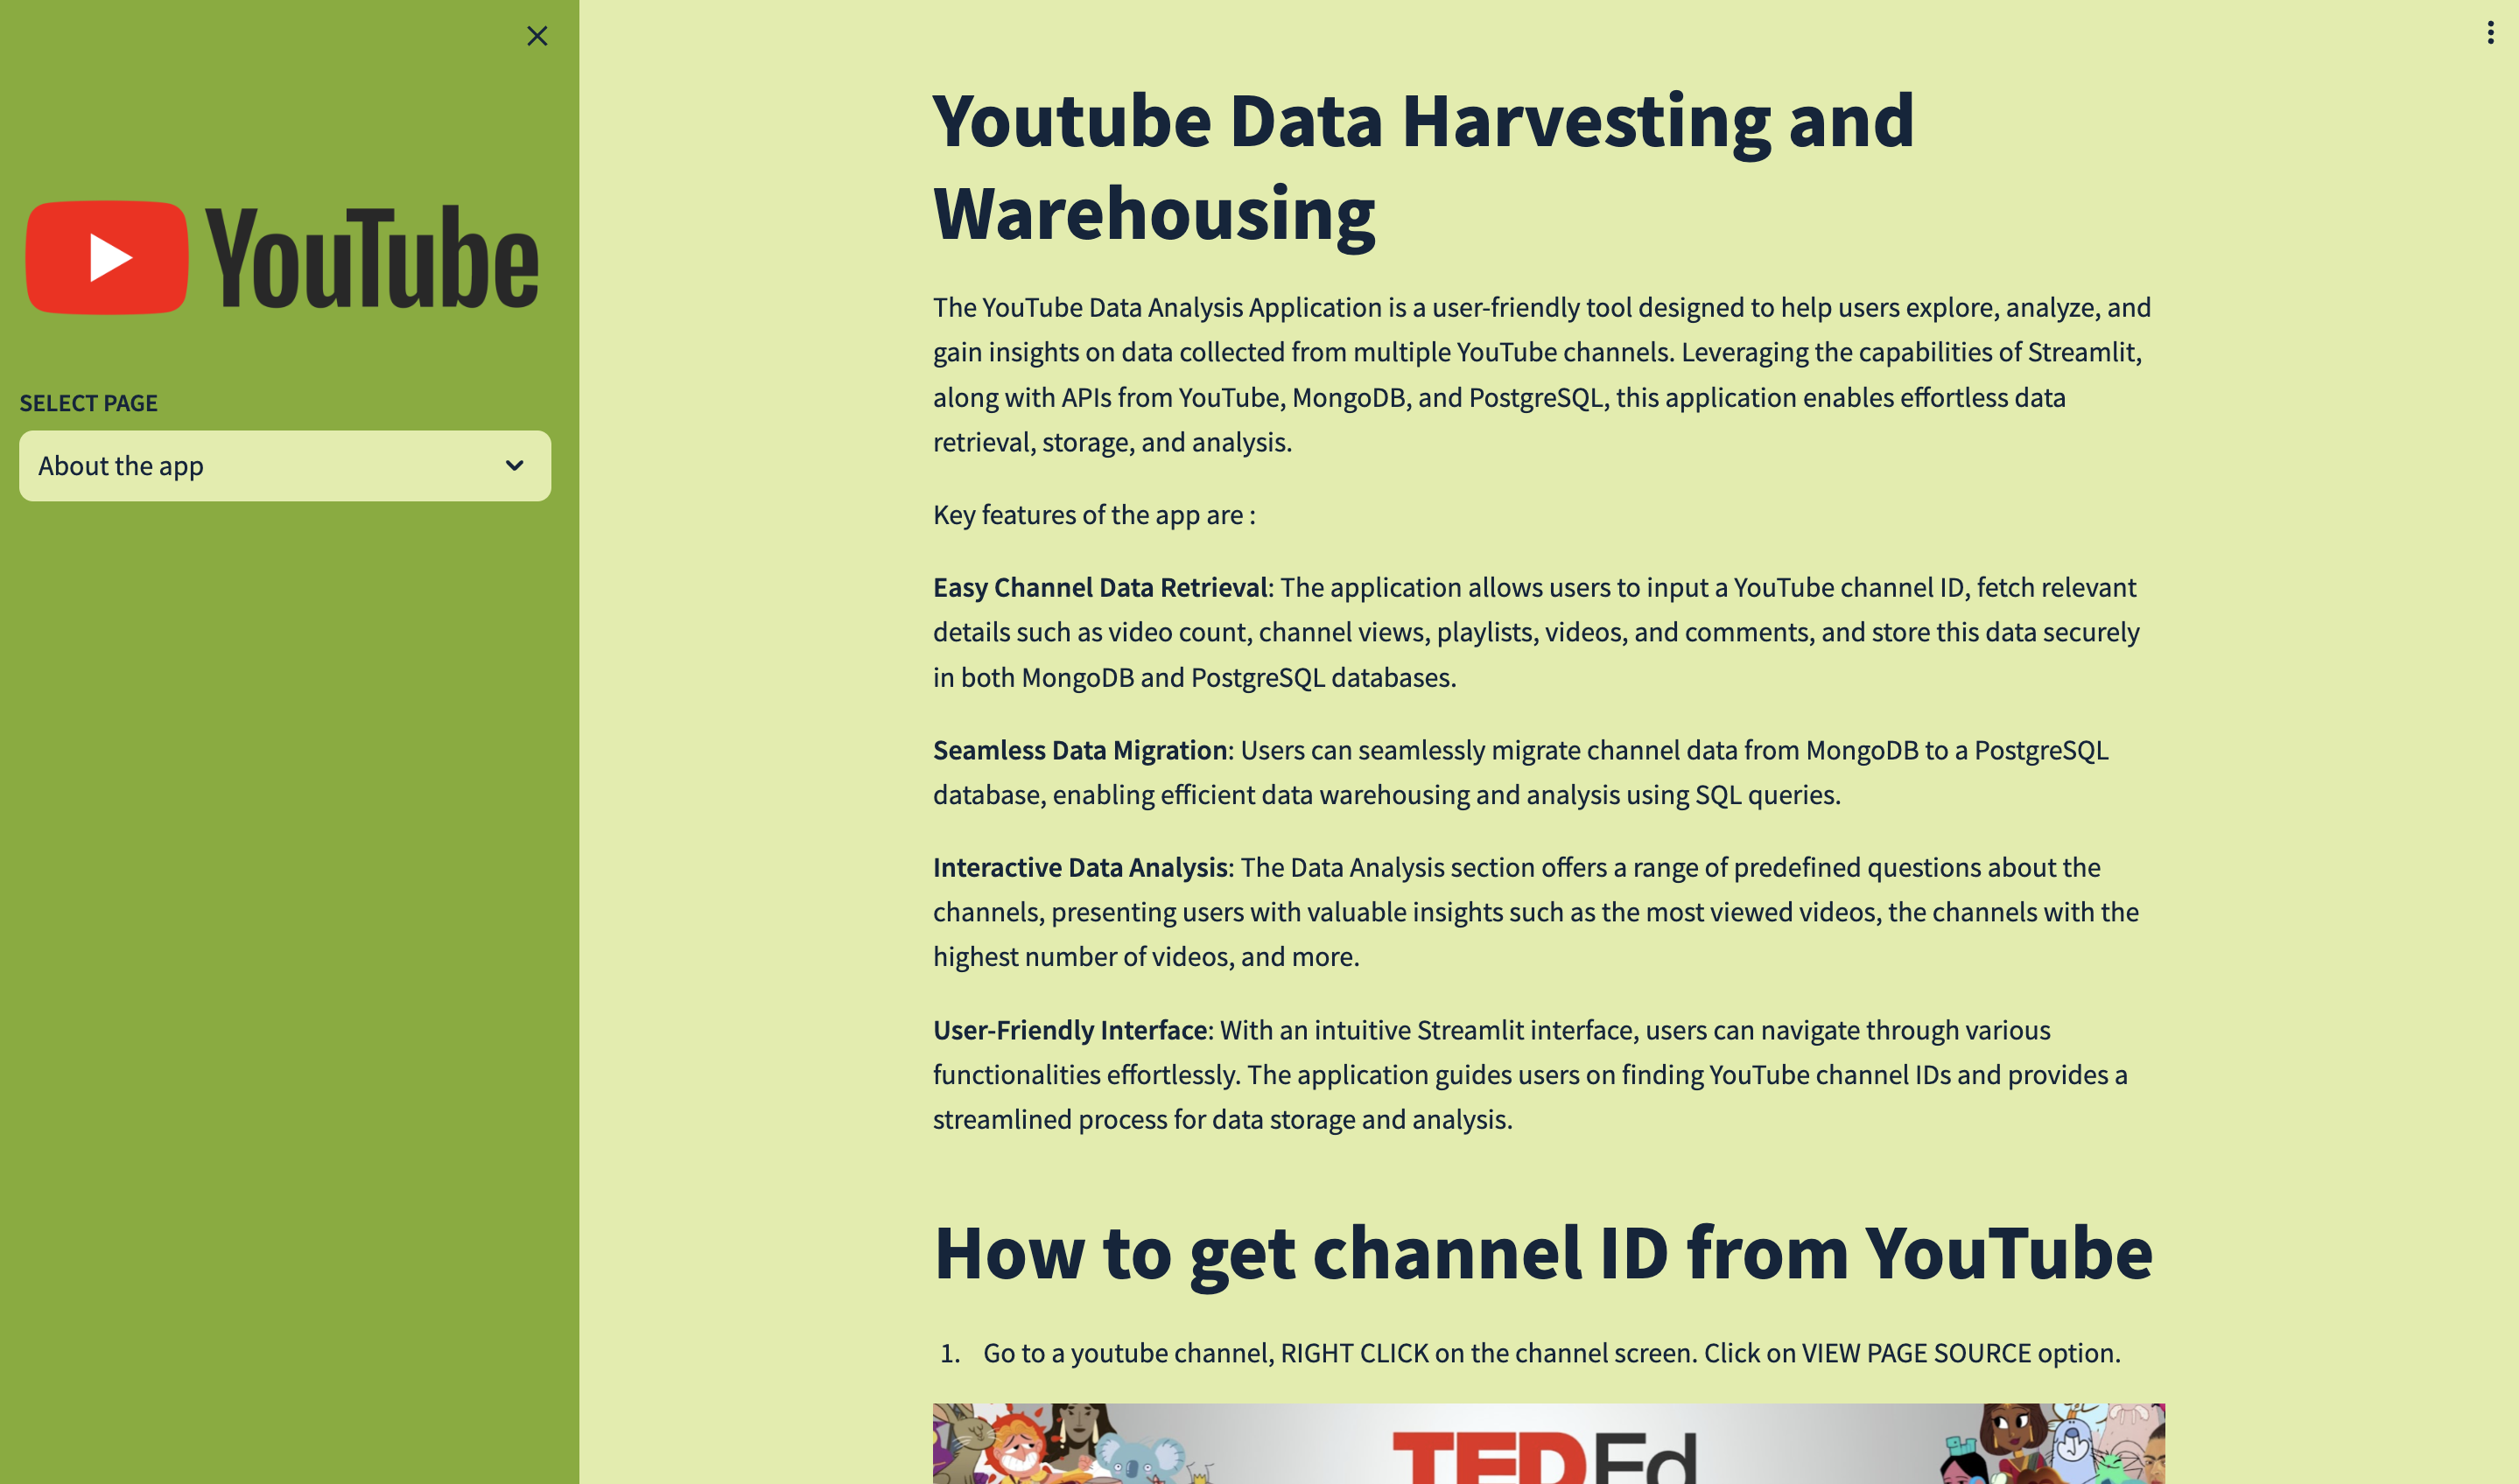 YouTube
SELECT PAGE
About the app
Youtube Data Harvesting and
Warehousing
The YouTube Data Analysis Application is a user-friendly tool designed to help users explore, analyze, and
gain insights on data collected from multiple YouTube channels. Leveraging the capabilities of Streamlit,
along with APIs from YouTube, MongoDB, and PostgreSQL, this application enables effortless data
retrieval, storage, and analysis.
Key features of the app are :
Easy Channel Data Retrieval: The application allows users to input a YouTube channel ID, fetch relevant
details such as video count, channel views, playlists, videos, and comments, and store this data securely
in both MongoDB and PostgreSQL databases.
Seamless Data Migration: Users can seamlessly migrate channel data from MongoDB to a PostgreSQL
database, enabling efficient data warehousing and analysis using SQL queries.
Interactive Data Analysis: The Data Analysis section offers a range of predefined questions about the
channels, presenting users with valuable insights such as the most viewed videos, the channels with the
highest number of videos, and more.
User-Friendly Interface: With an intuitive Streamlit interface, users can navigate through various
functionalities effortlessly. The application guides users on finding YouTube channel IDs and provides a
streamlined process for data storage and analysis.
How to get channel ID from YouTube
1. Go to a youtube channel, RIGHT CLICK on the channel screen. Click on VIEW PAGE SOURCE option.
TEDEd